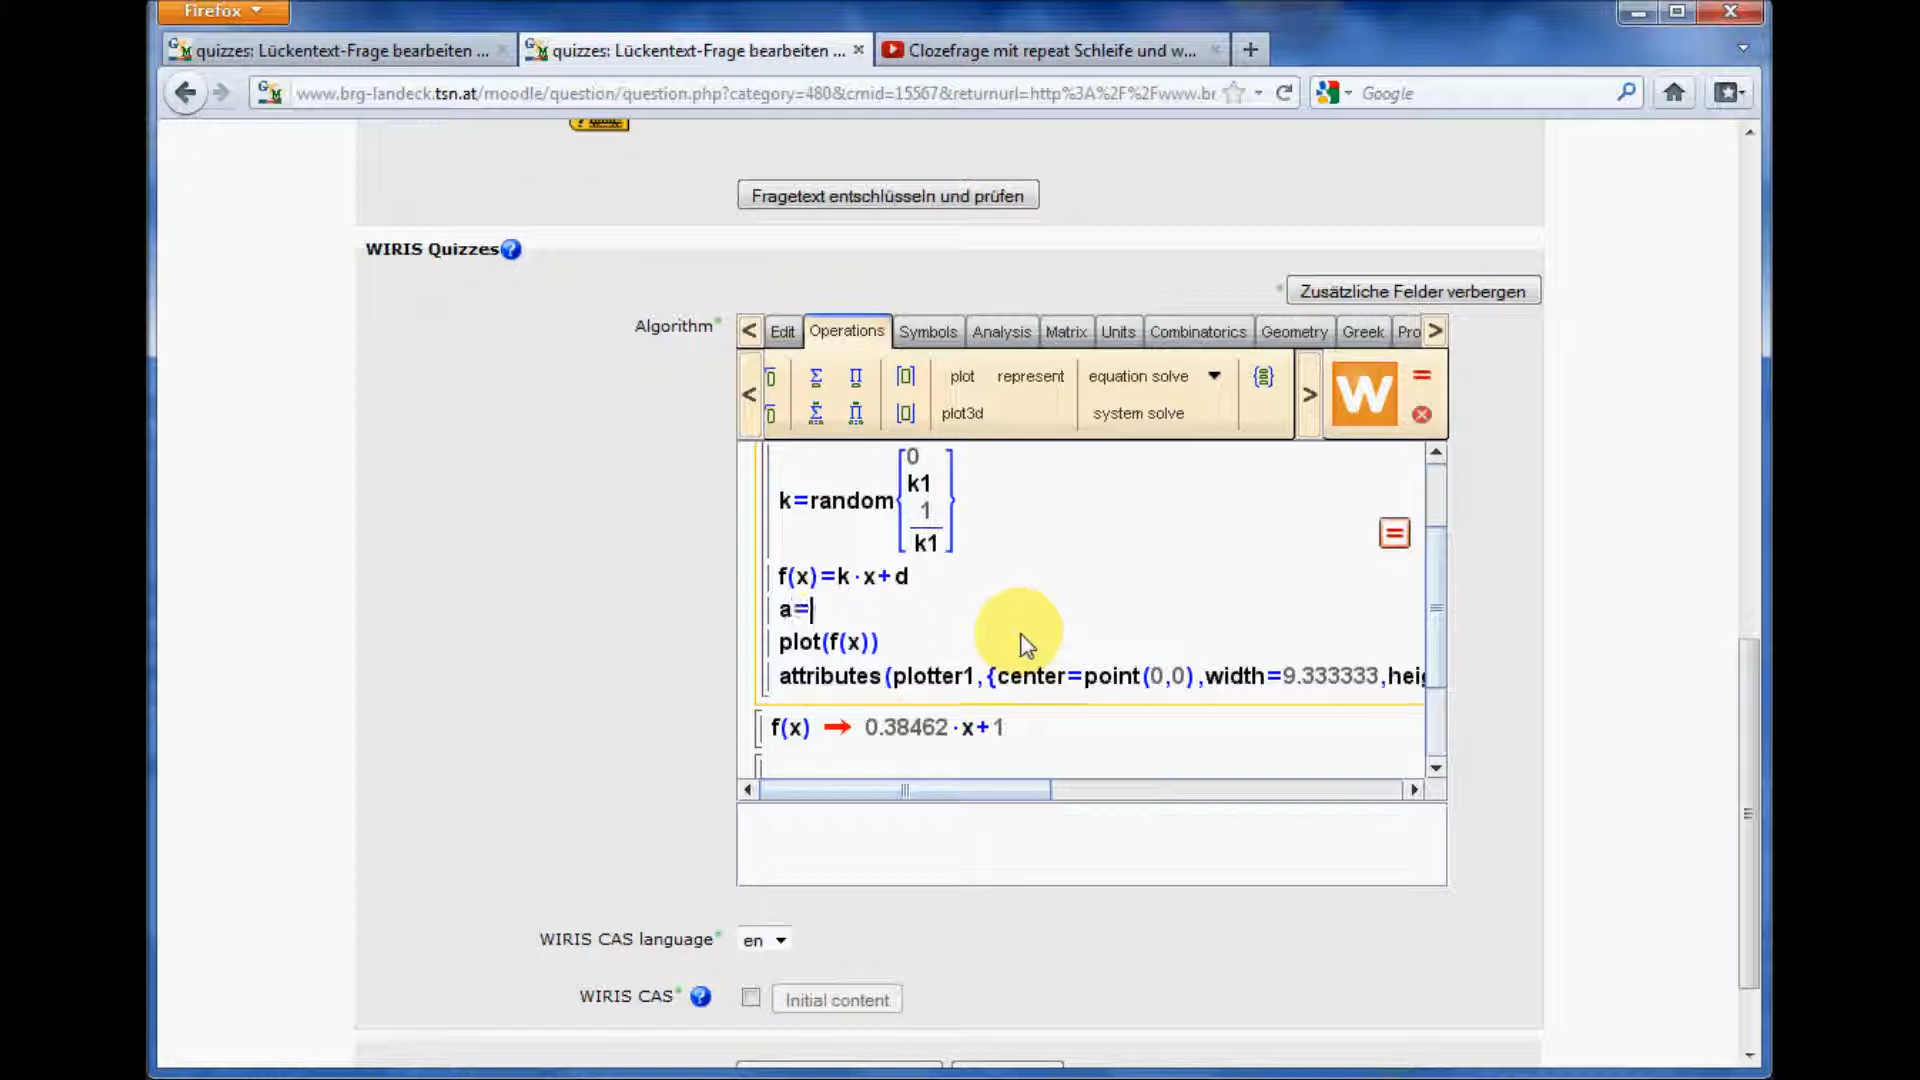 Firefox
quizzes: Lückentext-Frage bearbeiten ...
quizzes: Lückentext-Frage bearbeiten ...
Clozefrage mit repeat Schleife und w...
www.brg-landeck.tsn.at/moodle/question/question.php?category=480&cmid=15567&returnurl=http%3A%2F%2Fwww.br
Google
Fragetext entschlüsseln und prüfen
WIRIS Quizzes
Zusätzliche Felder verbergen
Algorithm*
Edit Operations Symbols Analysis Matrix Units Combinatorics Geometry Greek Pro
plot represent equation solve
plot3d system solve
W
0
k1
k=random
1
k1
f(x)=k·x+d
a=
plot(f(x))
attributes(plotter1,{center=point(0,0),width=9.333333,heig
f(x) → 0.38462·x+1
WIRIS CAS language* en
WIRIS CAS* Initial content